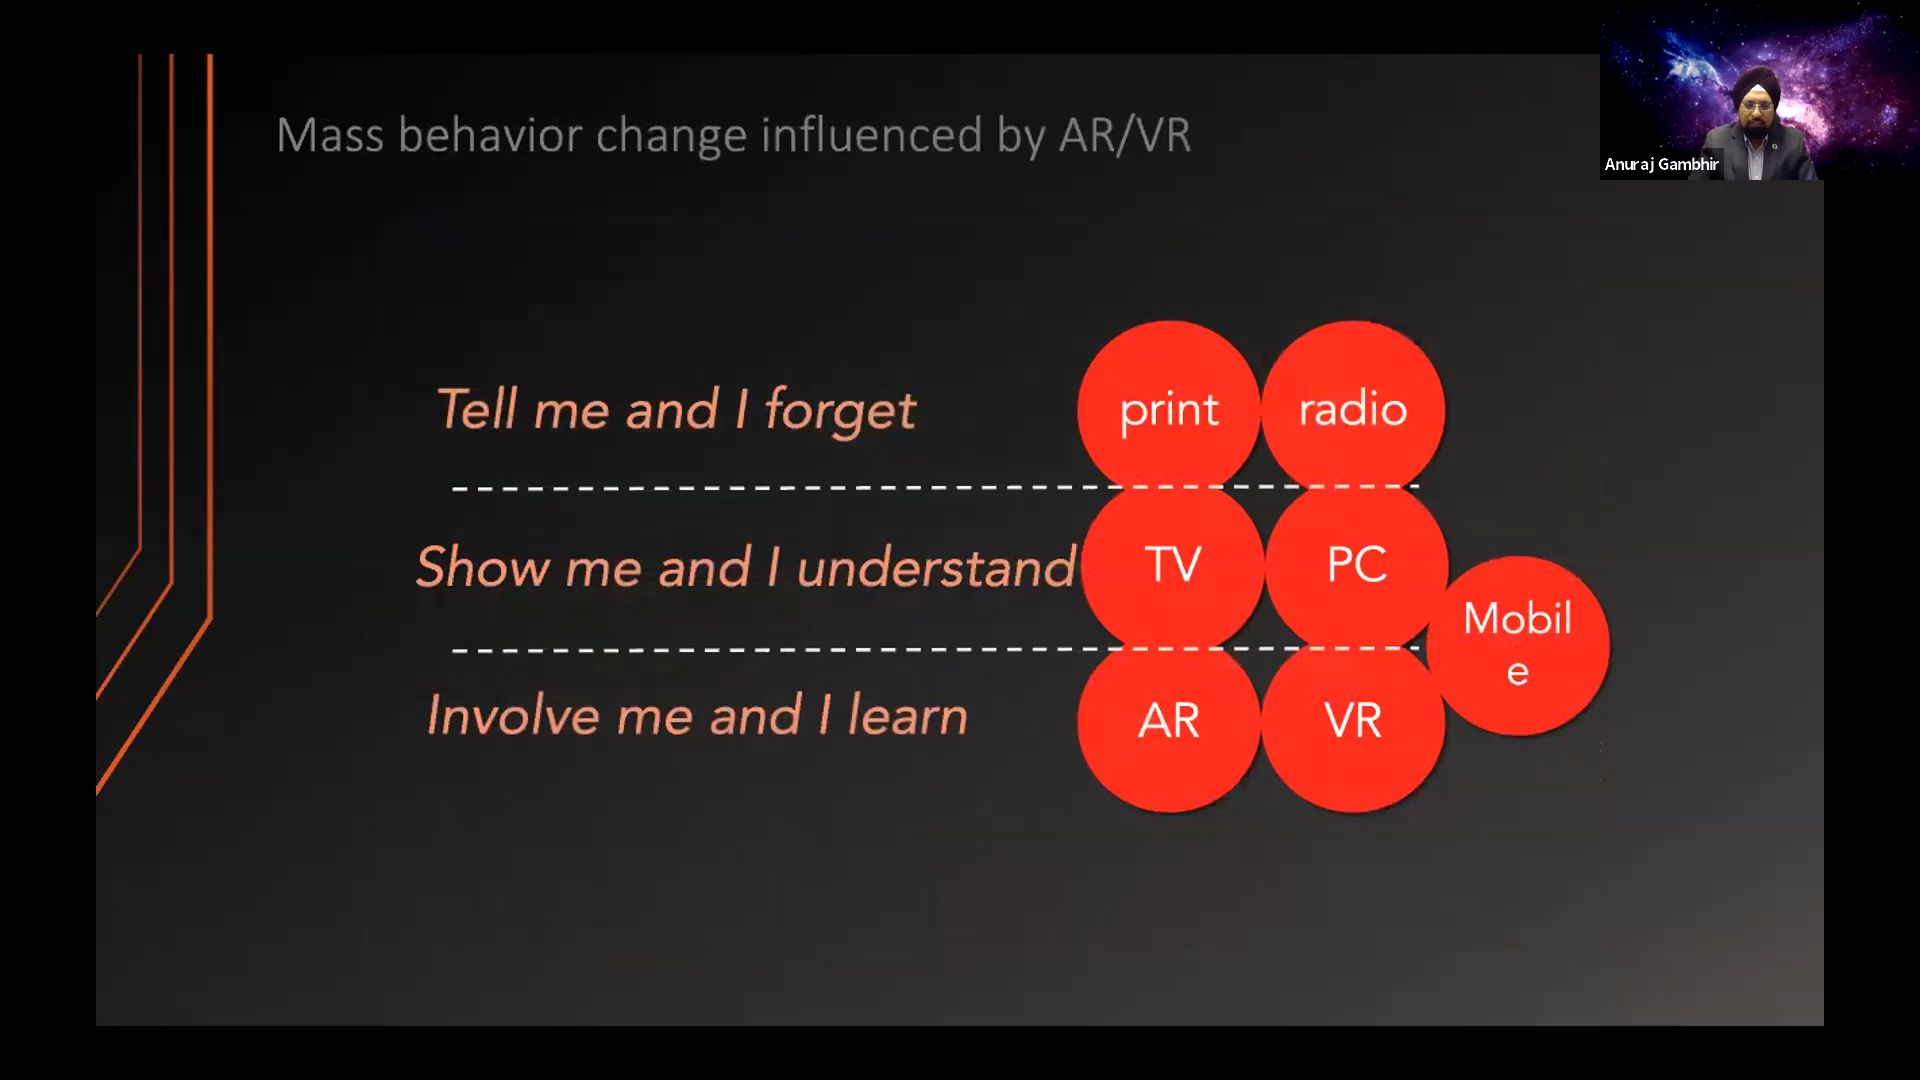 Mass behavior change influenced by AR/VR
Anuraj Gambhir
Tell me and I forget
print
radio
Show me and I understand
TV
PC
Mobil
e
Involve me and I learn
AR
VR